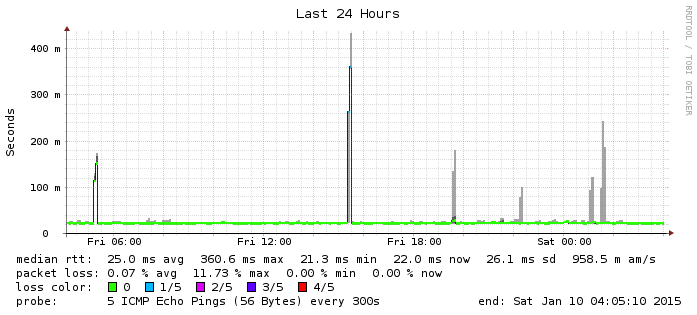 Last 24 Hours
RRDTOOL / TOBI OETIKER
Seconds
400 m
300 m
200 m
100 m
0
Fri 06:00 Fri 12:00 Fri 18:00 Sat 00:00
median rtt: 25.0 ms avg 360.6 ms max 21.3 ms min 22.0 ms now 26.1 ms sd 958.5 m am/s
packet loss: 0.07 % avg 11.73 % max 0.00 % min 0.00 % now
loss color: 0 1/5 2/5 3/5 4/5
probe: 5 ICMP Echo Pings (56 Bytes) every 300s end: Sat Jan 10 04:05:10 2015